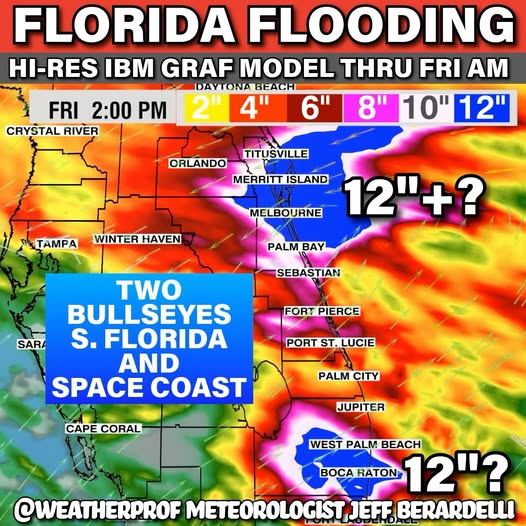 FLORIDA FLOODING
HI-RES IBM GRAF MODEL THRU FRI AM
DAYTONA BEACH
FRI 2:00 PM 2" 4" 6" 8" 10" 12"
CRYSTAL RIVER
ORLANDO
TITUSVILLE
MERRITT ISLAND
12"+?
MELBOURNE
TAMPA
WINTER HAVEN
PALM BAY
SEBASTIAN
TWO
BULLSEYES
S. FLORIDA
AND
SPACE COAST
FORT PIERCE
SARA
PORT ST. LUCIE
PALM CITY
JUPITER
CAPE CORAL
WEST PALM BEACH
BOCA RATON
12"?
@WEATHERPROF METEOROLOGIST JEFF BERARDELLI
FORT LAUDERDALE